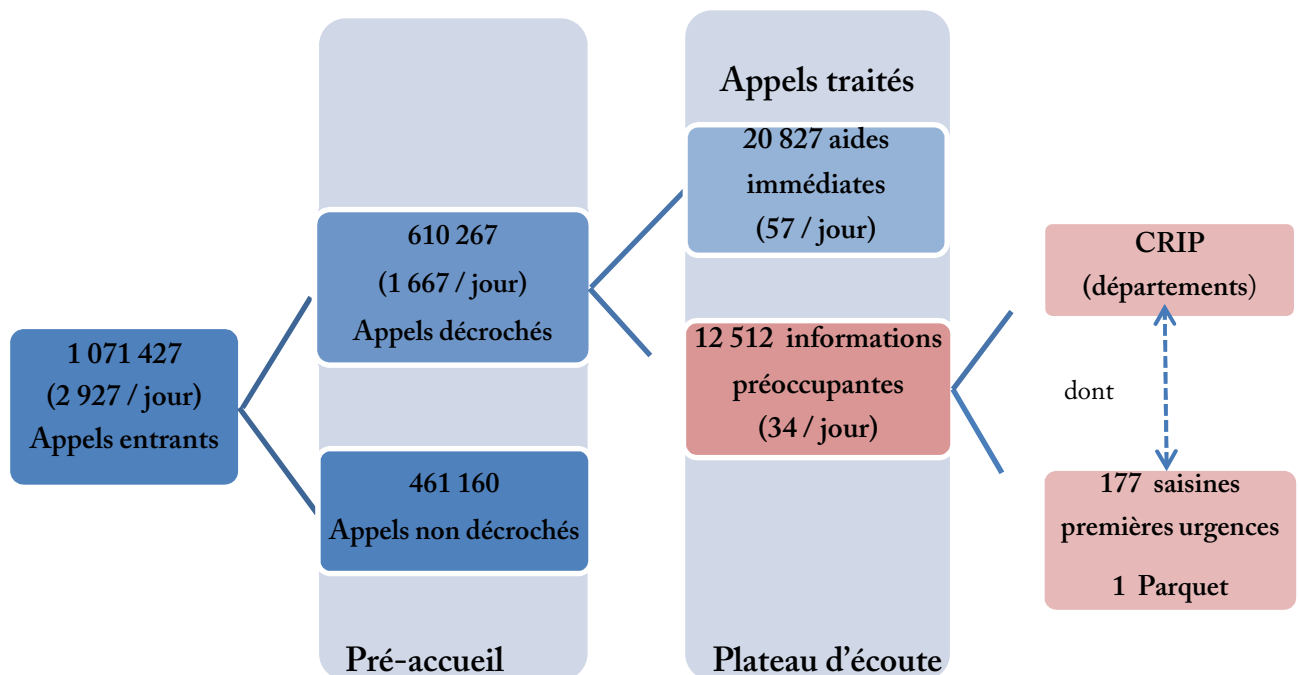 1 071 427
(2 927 / jour)
Appels entrants
610 267
(1 667 / jour)
Appels décrochés
461 160
Appels non décrochés
Pré-accueil
Appels traités
20 827 aides
immédiates
(57 / jour)
12 512 informations
préoccupantes
(34 / jour)
Plateau d’écoute
CRIP
(départements)
dont
177 saisines
premières urgences
1 Parquet